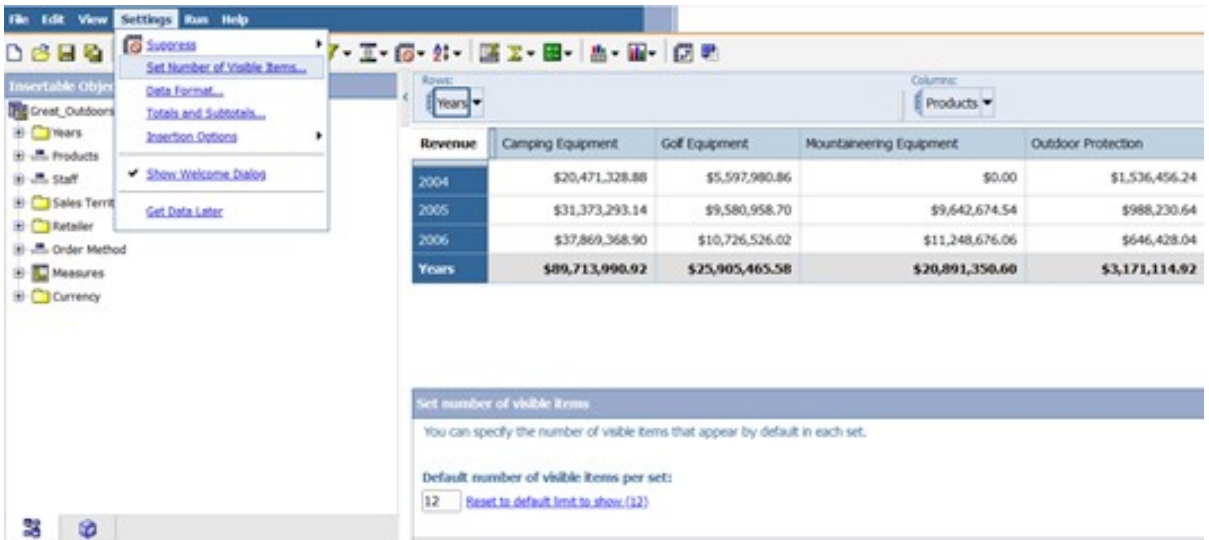 File Edit View Settings Run Help
Suppress
Set Number of Visible Items...
Data Format...
Totals and Subtotals...
Insertion Options
Show Welcome Dialog
Get Data Later
Insertable Obje
Great_Outdoors
Years
Products
Staff
Sales Territ
Retailer
Order Method
Measures
Currency
Rows: Columns:
Years Products
Revenue Camping Equipment Golf Equipment Mountaineering Equipment Outdoor Protection
2004 $20,471,328.88 $5,597,980.86 $0.00 $1,536,456.24
2005 $31,373,293.14 $9,580,958.70 $9,642,674.54 $988,230.64
2006 $37,869,368.90 $10,726,526.02 $11,248,676.06 $646,428.04
Years $89,713,990.92 $25,905,465.58 $20,891,350.60 $3,171,114.92
Set number of visible items
You can specify the number of visible items that appear by default in each set.
Default number of visible items per set:
12 Reset to default limit to show (12)